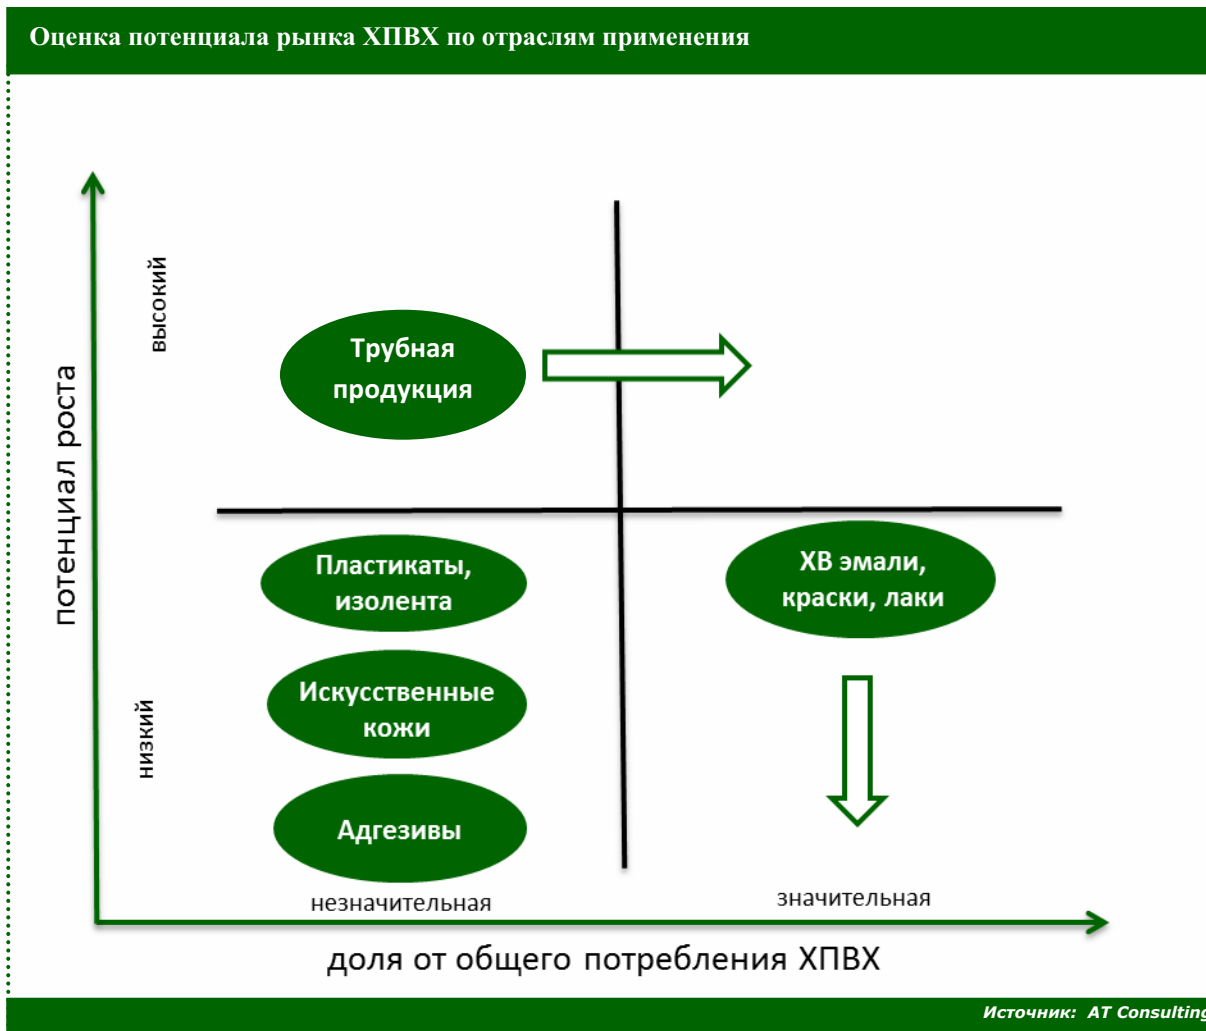 Оценка потенциала рынка ХПВХ по отраслям применения
потенциал роста
высокий
низкий
Трубная
продукция
Пластикаты,
изолента
ХВ эмали,
краски, лаки
Искусственные
кожи
Адгезивы
незначительная
значительная
доля от общего потребления ХПВХ
Источник: AT Consulting